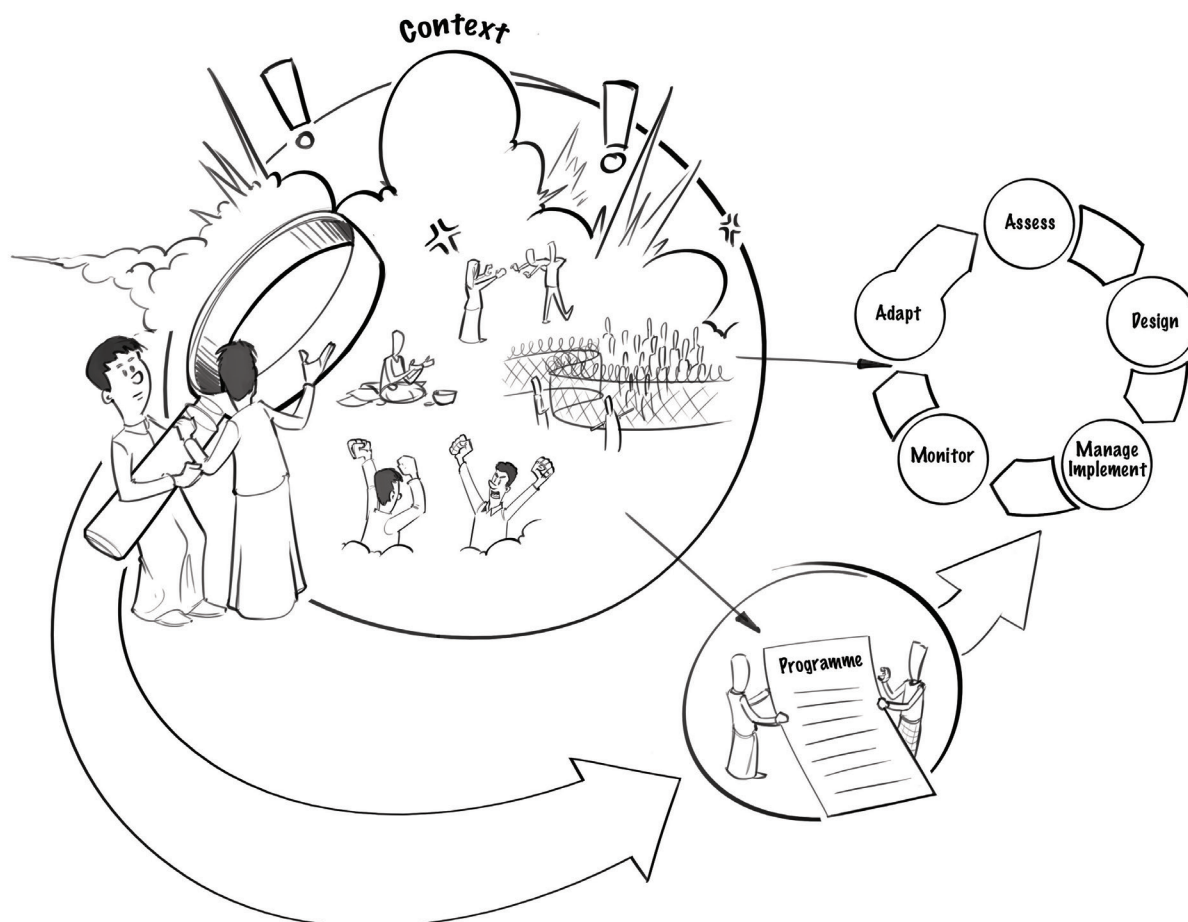 Context
Assess
Adapt
Design
Monitor
Manage
Implement
Programme